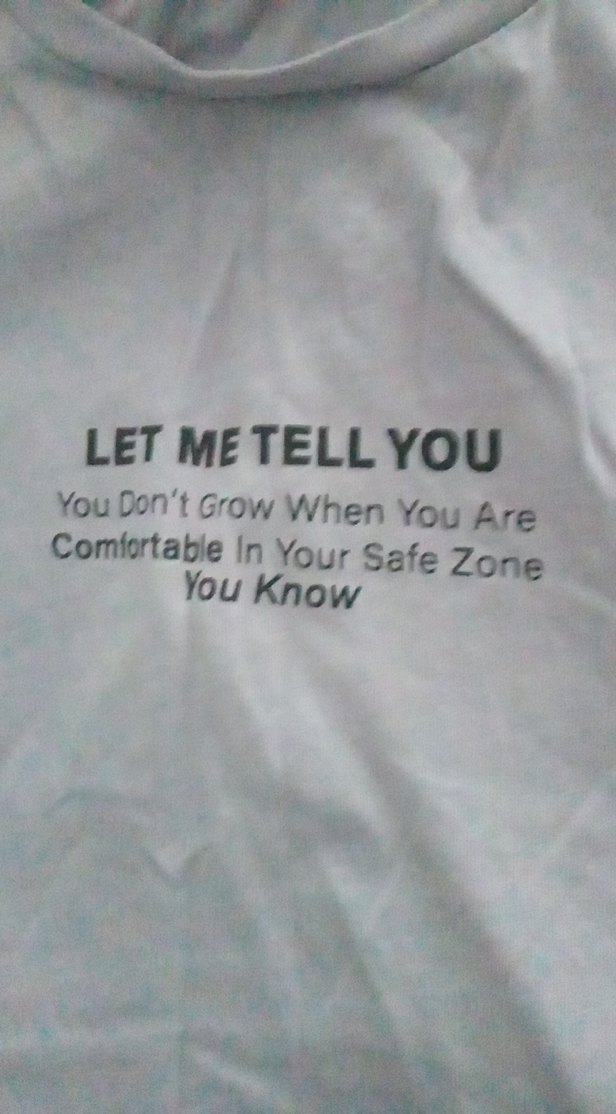 LET ME TELL YOU
You Don't Grow When You Are
Comfortable In Your Safe Zone
You Know